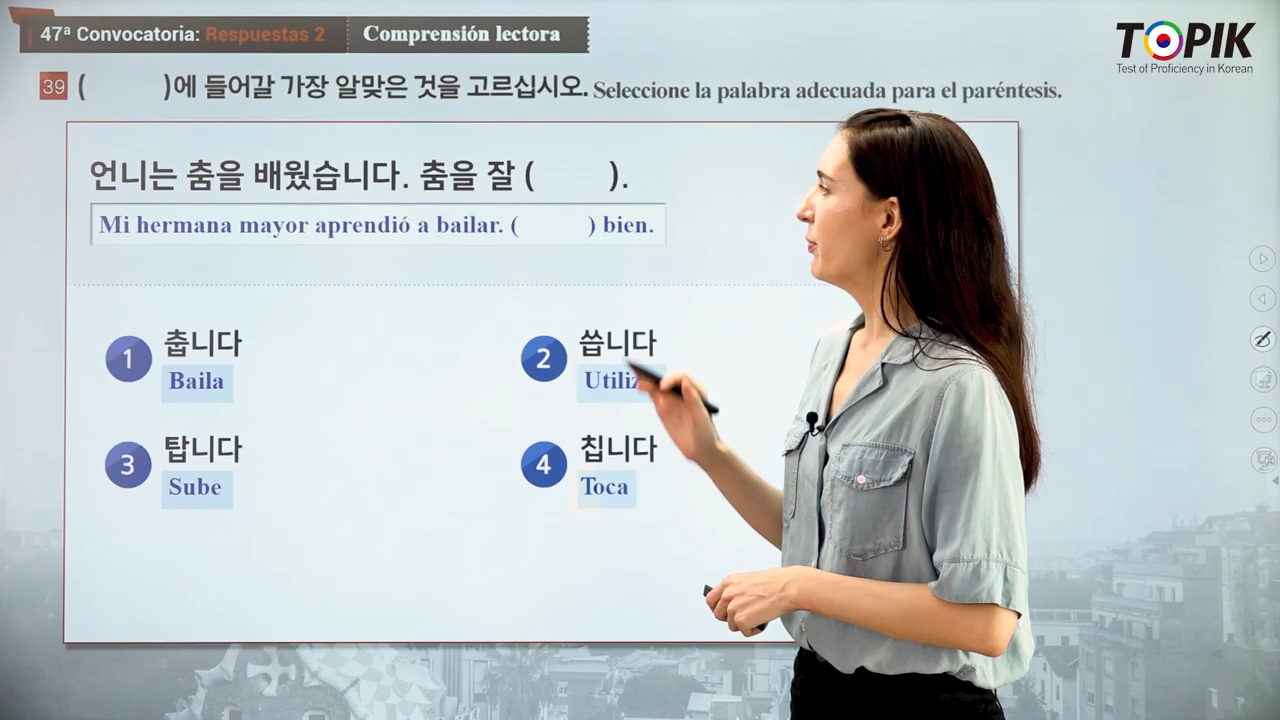 47ª Convocatoria: Respuestas 2
Comprensión lectora
TOPIK
Test of Proficiency in Korean
39 ( )에 들어갈 가장 알맞은 것을 고르십시오. Seleccione la palabra adecuada para el paréntesis.
언니는 춤을 배웠습니다. 춤을 잘 ( ).
Mi hermana mayor aprendió a bailar. ( ) bien.
1 춥니다
Baila
2 씁니다
3 탑니다
Sube
4 칩니다
Toca